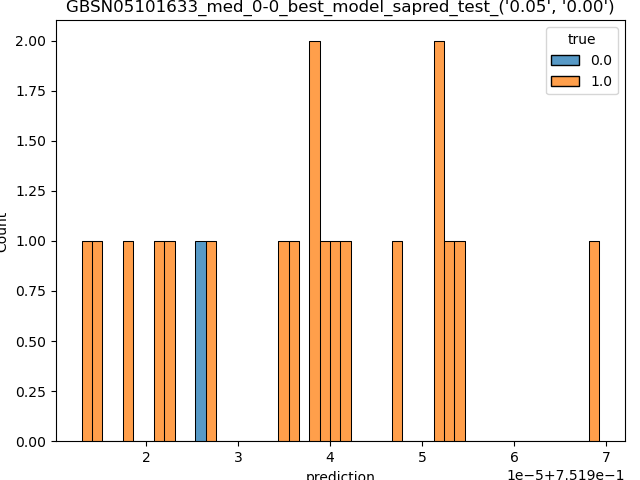 GBSN05101633_med_0-0_best_model_sapred_test_('0.05', '0.00')
true
0.0
1.0
Count
2.00
1.75
1.50
1.25
1.00
0.75
0.50
0.25
0.00
2 3 4 5 6 7
prediction
1e−5+7.519e−1